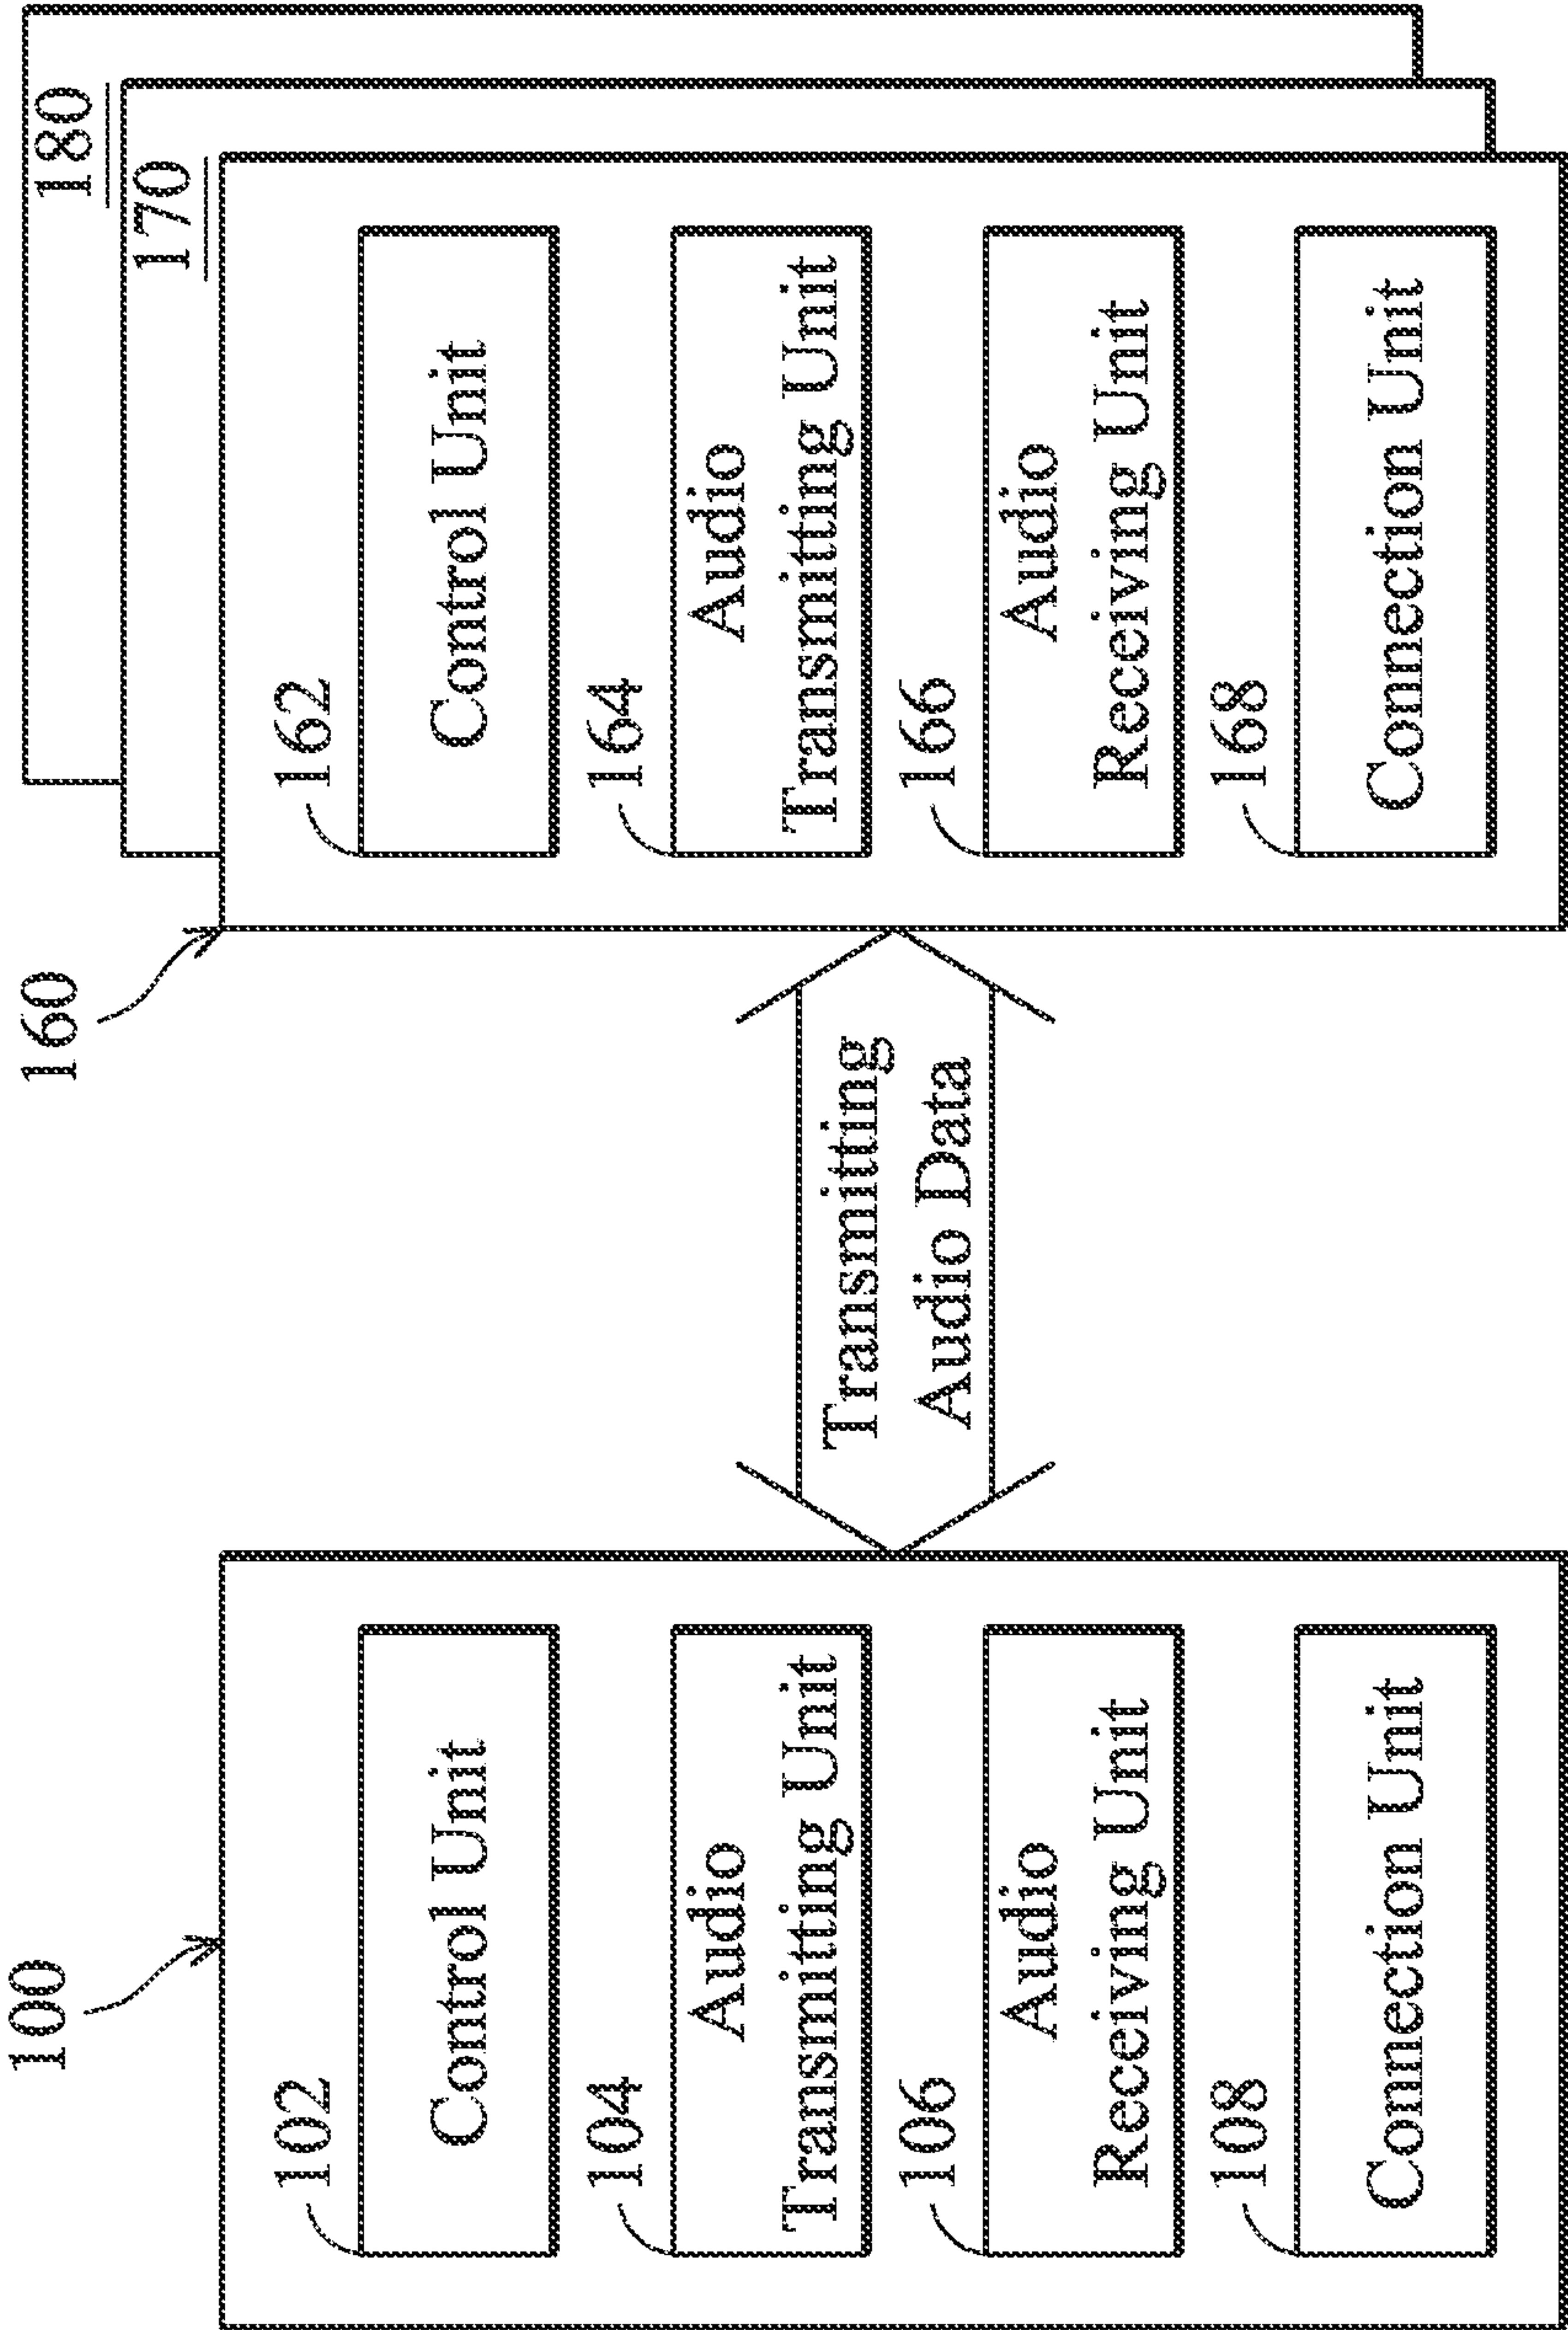 100
102
Control Unit
104
Audio
Transmitting Unit
106
Audio
Receiving Unit
108
Connection Unit
Transmitting
Audio Data
160
162
Control Unit
164
Audio
Transmitting Unit
166
Audio
Receiving Unit
168
Connection Unit
170
180